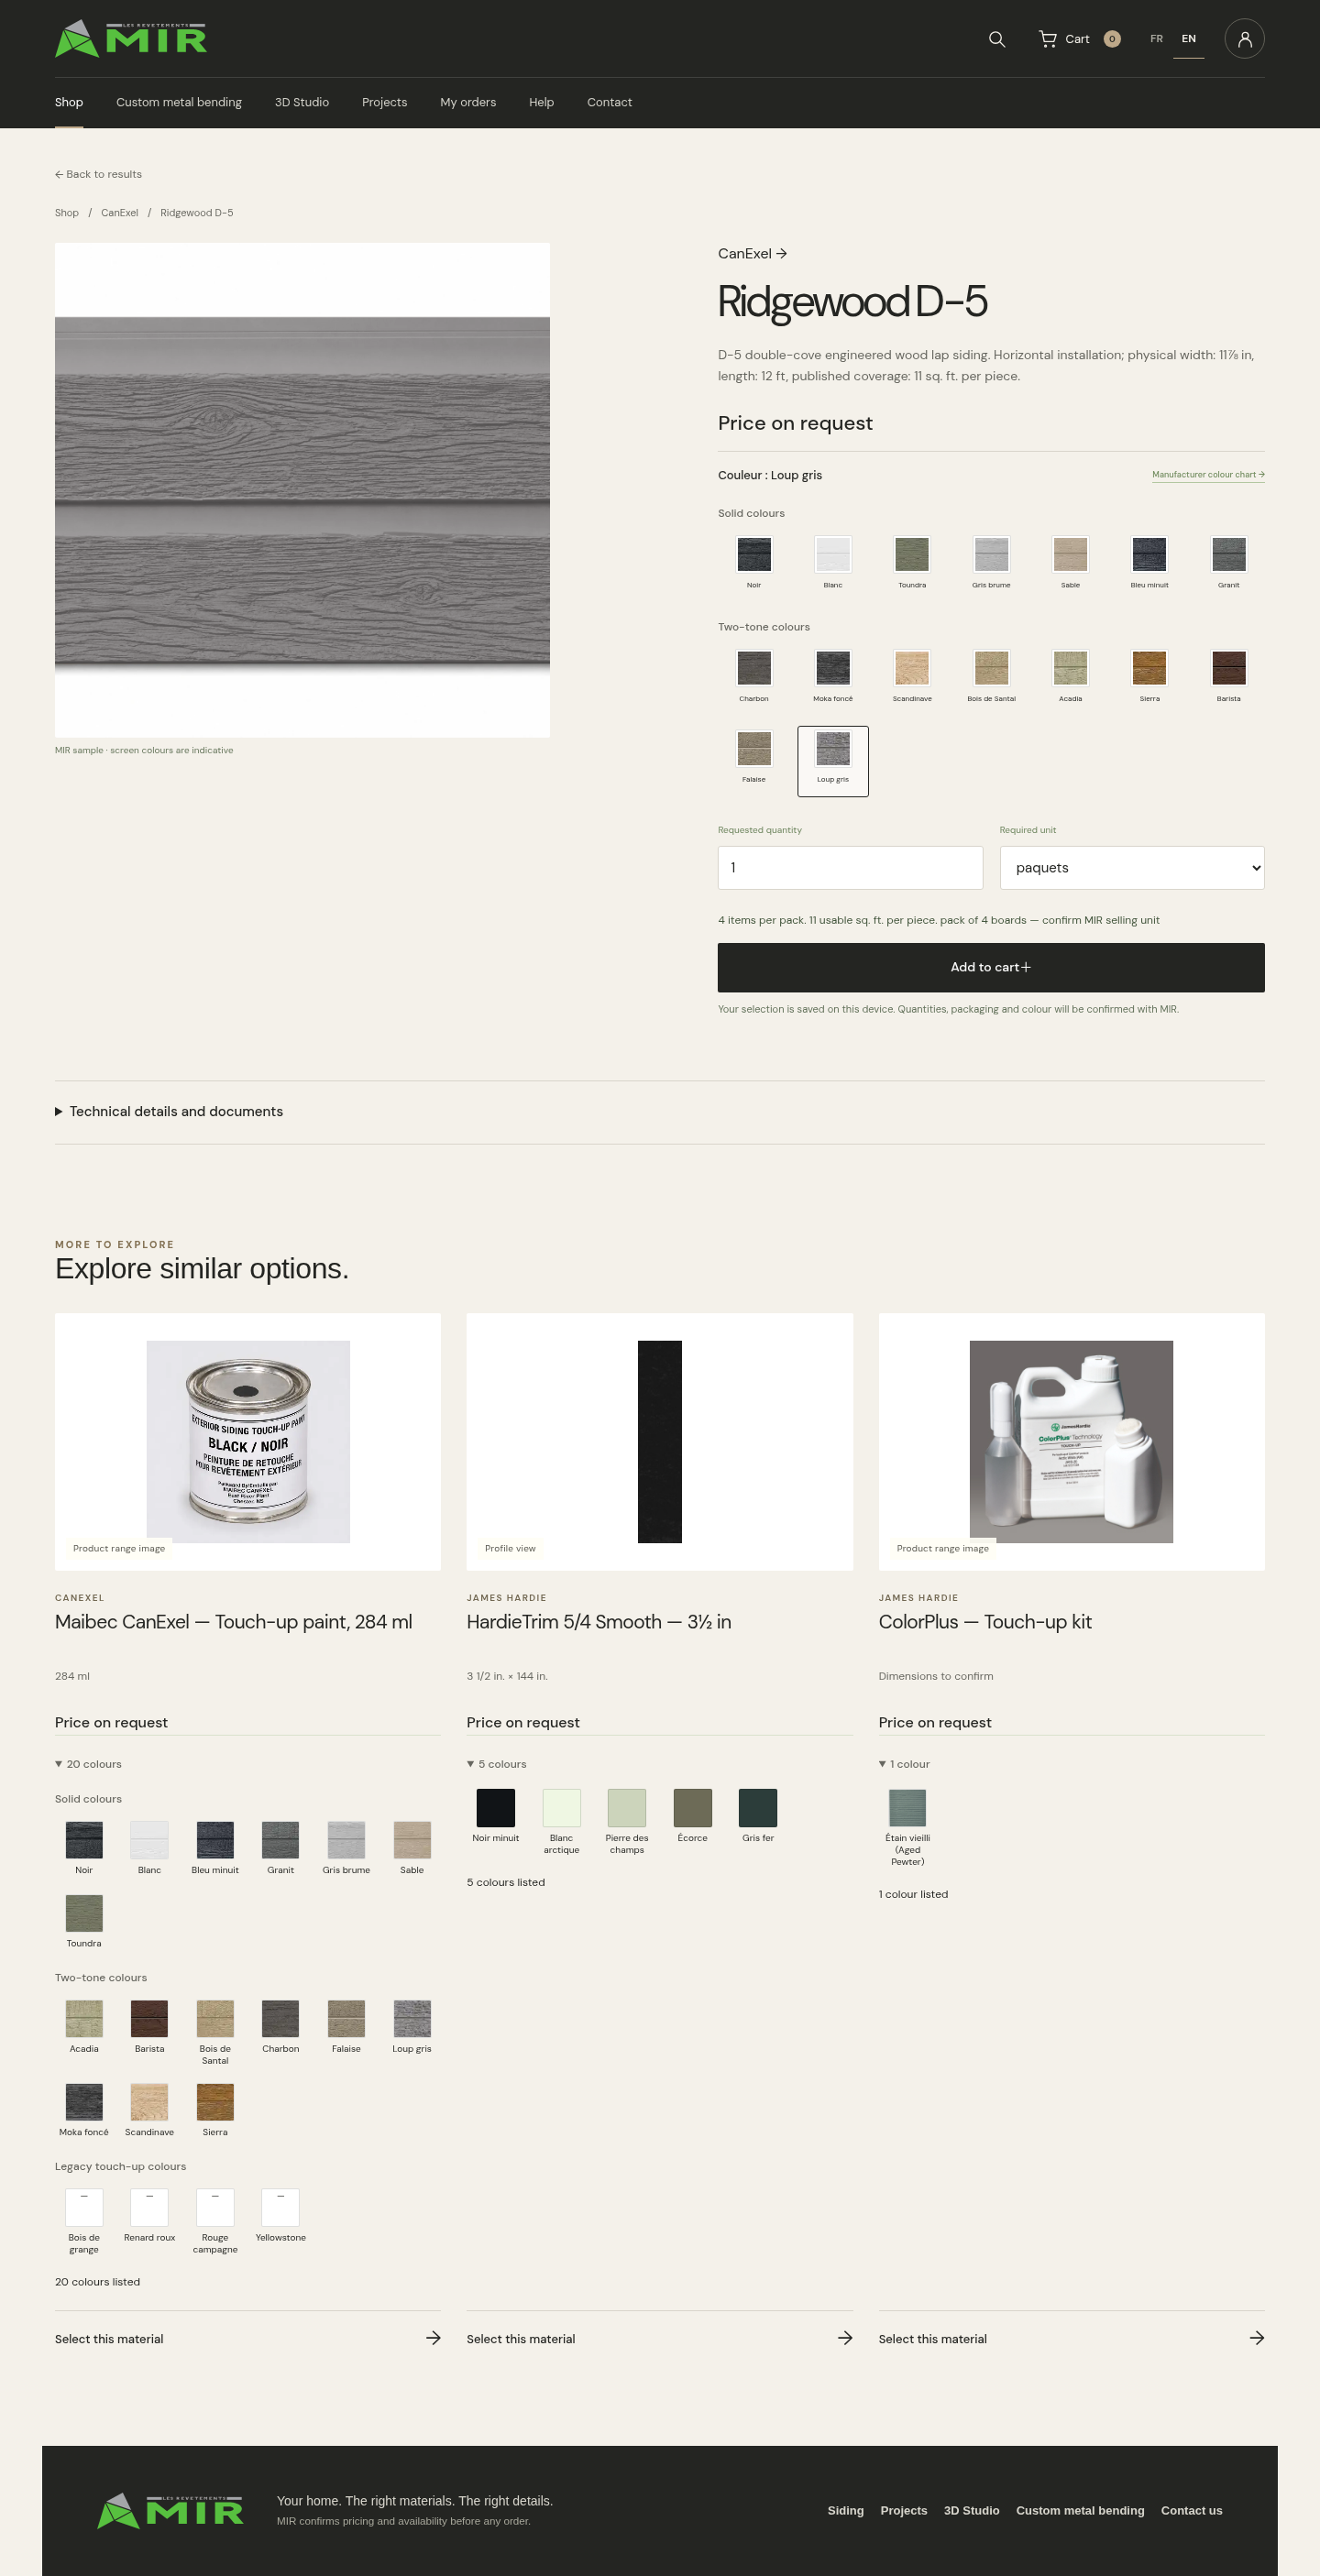 LES REVÊTEMENTS
MIR
Cart 0
FR EN
Shop Custom metal bending 3D Studio Projects My orders Help Contact
← Back to results
Shop / CanExel / Ridgewood D-5
MIR sample · screen colours are indicative
CanExel →
Ridgewood D-5
D-5 double-cove engineered wood lap siding. Horizontal installation; physical width: 11⅞ in,
length: 12 ft, published coverage: 11 sq. ft. per piece.
Price on request
Couleur : Loup gris
Manufacturer colour chart →
Solid colours
Noir Blanc Toundra Gris brume Sable Bleu minuit Granit
Two-tone colours
Charbon Moka foncé Scandinave Bois de Santal Acadia Sierra Barista
Falaise Loup gris
Requested quantity Required unit
1 paquets
4 items per pack. 11 usable sq. ft. per piece. pack of 4 boards — confirm MIR selling unit
Add to cart+
Your selection is saved on this device. Quantities, packaging and colour will be confirmed with MIR.
Technical details and documents
MORE TO EXPLORE
Explore similar options.
EXTERIOR SIDING TOUCH-UP PAINT
BLACK / NOIR
PEINTURE DE RETOUCHE
POUR REVÊTEMENT EXTÉRIEUR
Product range image
CANEXEL
Maibec CanExel — Touch-up paint, 284 ml
284 ml
Price on request
▼ 20 colours
Solid colours
Noir Blanc Bleu minuit Granit Gris brume Sable
Toundra
Two-tone colours
Acadia Barista Bois de Santal Charbon Falaise Loup gris
Moka foncé Scandinave Sierra
Legacy touch-up colours
— — — —
Bois de grange Renard roux Rouge campagne Yellowstone
20 colours listed
Select this material →
Profile view
JAMES HARDIE
HardieTrim 5/4 Smooth — 3½ in
3 1/2 in. × 144 in.
Price on request
▼ 5 colours
Noir minuit Blanc arctique Pierre des champs Écorce Gris fer
5 colours listed
Select this material →
JamesHardie
ColorPlus Technology
TOUCH-UP
Product range image
JAMES HARDIE
ColorPlus — Touch-up kit
Dimensions to confirm
Price on request
▼ 1 colour
Étain vieilli (Aged Pewter)
1 colour listed
Select this material →
LES REVÊTEMENTS
MIR
Your home. The right materials. The right details.
MIR confirms pricing and availability before any order.
Siding Projects 3D Studio Custom metal bending Contact us